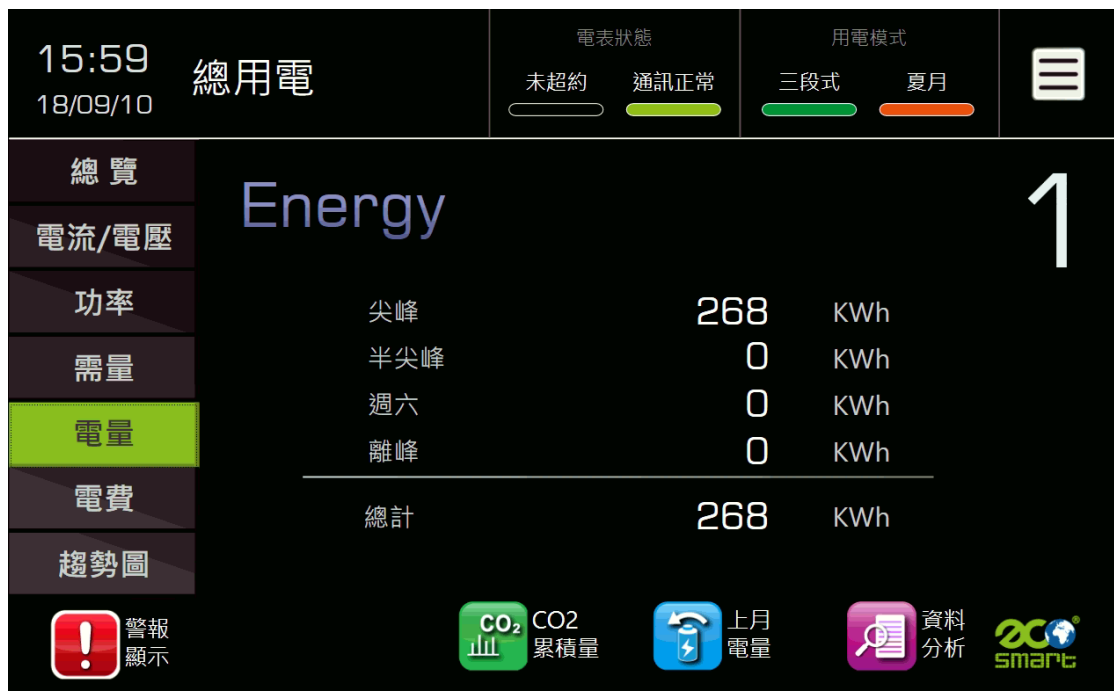 15:59
18/09/10
總用電
電表狀態
未超約 通訊正常
用電模式
三段式 夏月
總 覽
電流/電壓
功率
需量
電量
電費
趨勢圖
Energy
1
尖峰 268 KWh
半尖峰 0 KWh
週六 0 KWh
離峰 0 KWh
總計 268 KWh
警報
顯示
CO₂
CO2
累積量
上月
電量
資料
分析
eco
smart